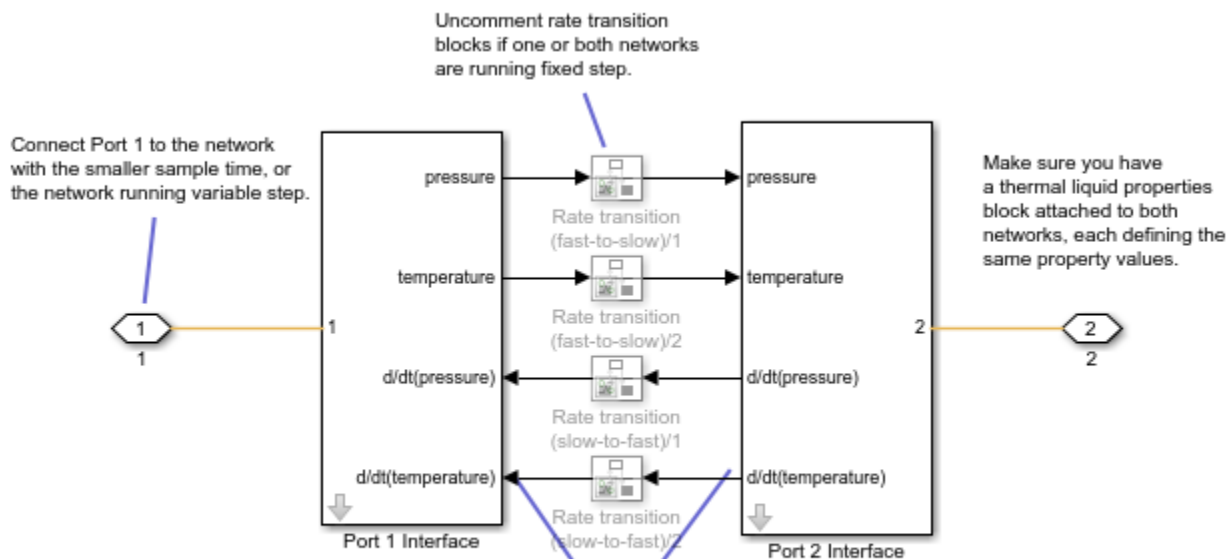 Uncomment rate transition
blocks if one or both networks
are running fixed step.
Connect Port 1 to the network
with the smaller sample time, or
the network running variable step.
Make sure you have
a thermal liquid properties
block attached to both
networks, each defining the
same property values.
pressure
pressure
Rate transition
(fast-to-slow)/1
temperature
temperature
Rate transition
(fast-to-slow)/2
1
1
1
2
2
2
d/dt(pressure)
d/dt(pressure)
Rate transition
(slow-to-fast)/1
d/dt(temperature)
d/dt(temperature)
Rate transition
(slow-to-fast)/2
Port 1 Interface
Port 2 Interface